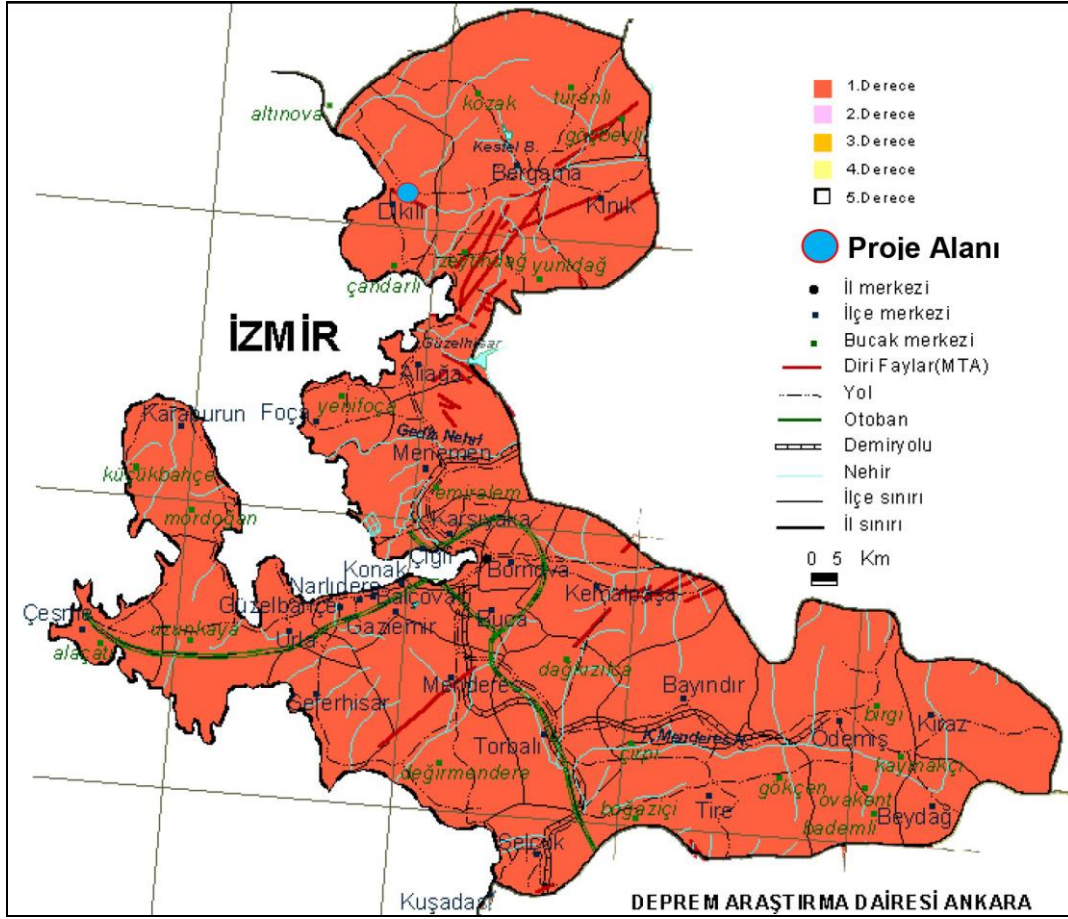 altınova
kozak
turanlı
göçbeyli
Kestel B.
Bergama
Dikili
Kınık
zeytindağ
yuntdağ
çandarlı
İZMİR
Güzelhisar
Aliağa
Karaburun
Foça
yenifoça
Gediz Nehri
Menemen
küçükbahçe
emiralem
mordoğan
Karşıyaka
Çiğli
Konak
Bornova
Narlıdere
Balçova
Kemalpaşa
Güzelbahçe
Çeşme
Gaziemir
Buca
uzunkaya
Urla
alaçatı
dağkızılca
Menderes
Bayındır
Seferhisar
birgi
Kiraz
Ödemiş
Torbalı
K.Menderes N.
çırpı
kaymakçı
değirmendere
gökçen
ovakent
Tire
boğaziçi
Beydağ
bademli
Selçuk
Kuşadası
1.Derece
2.Derece
3.Derece
4.Derece
5.Derece
Proje Alanı
İl merkezi
İlçe merkezi
Bucak merkezi
Diri Faylar(MTA)
Yol
Otoban
Demiryolu
Nehir
İlçe sınırı
İl sınırı
0 5 Km
DEPREM ARAŞTIRMA DAİRESİ ANKARA